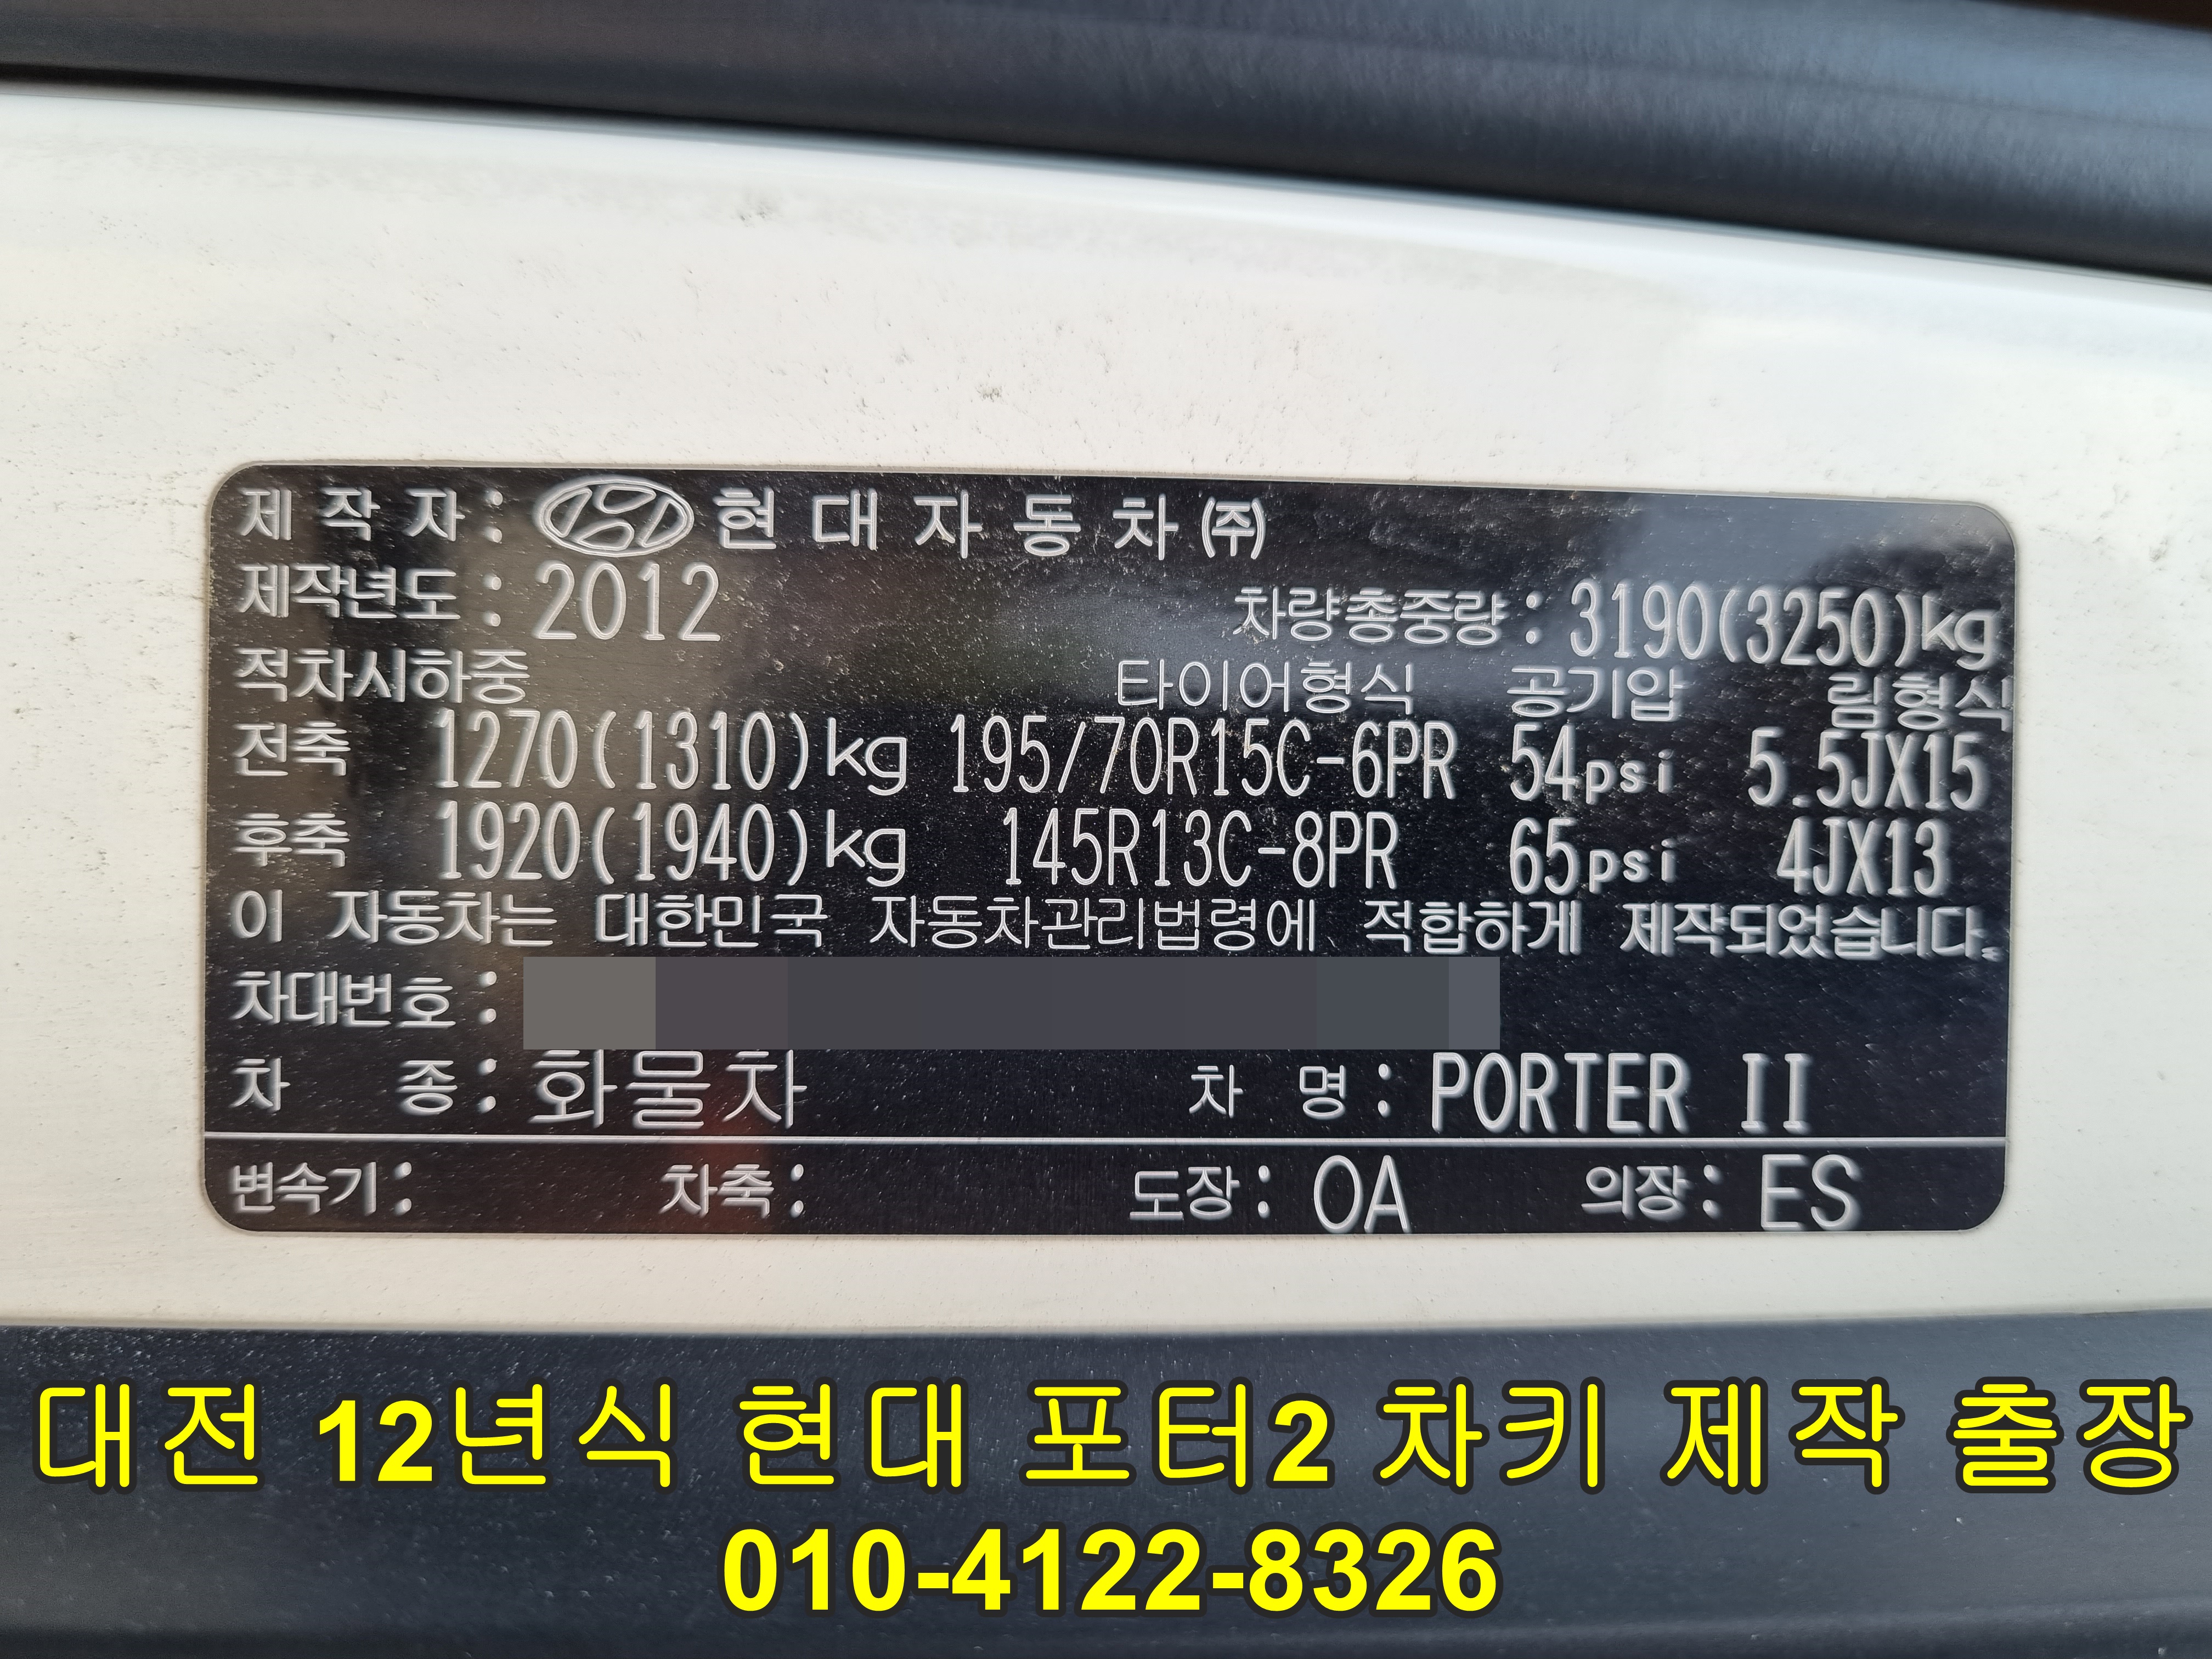 제 작 자 : 현 대 자 동 차 ㈜
제작년도 : 2012 차량총중량 : 3190(3250)kg
적차시하중 타이어형식 공기압 림형식
전축 1270(1310)kg 195/70R15C-6PR 54psi 5.5JX15
후축 1920(1940)kg 145R13C-8PR 65psi 4JX13
이 자동차는 대한민국 자동차관리법령에 적합하게 제작되었습니다.
차대번호 :
차 종 : 화물차 차 명 : PORTER II
변속기 : 차축 : 도장 : OA 의장 : ES
대전 12년식 현대 포터2 차키 제작 출장
010-4122-8326